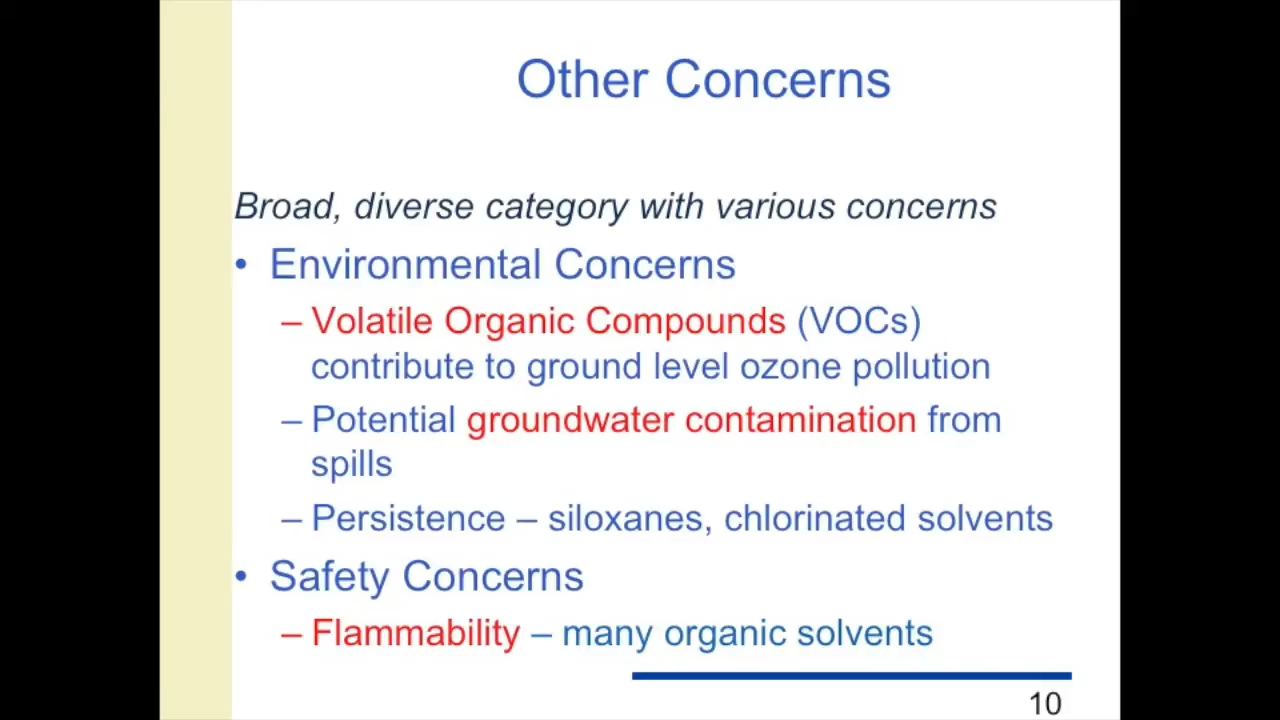 Other Concerns
Broad, diverse category with various concerns
• Environmental Concerns
– Volatile Organic Compounds (VOCs)
contribute to ground level ozone pollution
– Potential groundwater contamination from
spills
– Persistence – siloxanes, chlorinated solvents
• Safety Concerns
– Flammability – many organic solvents
10